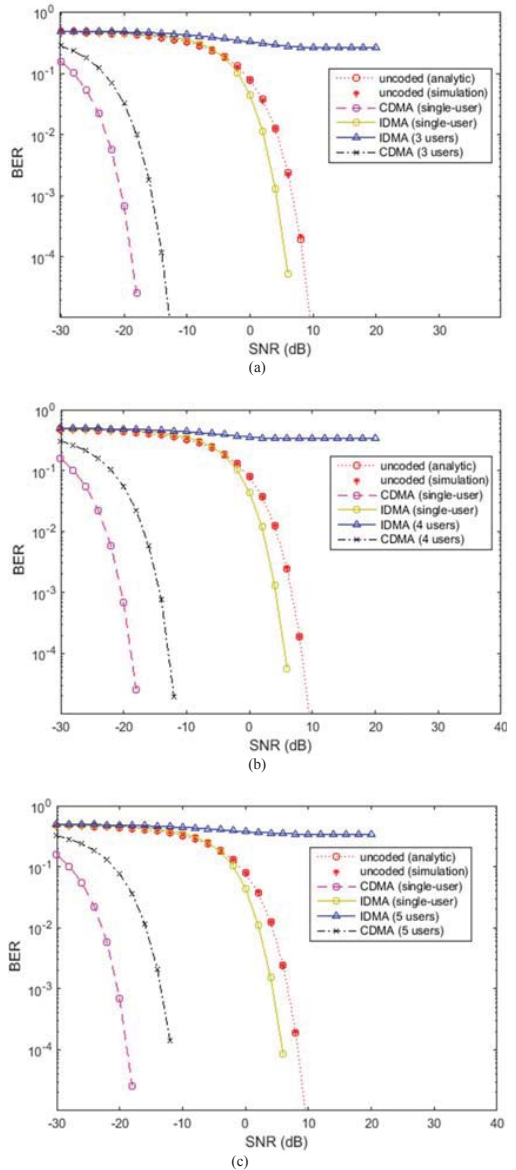 10^0
10^-1
10^-2
10^-3
10^-4
BER
-30 -20 -10 0 10 20 30 40
SNR (dB)
uncoded (analytic)
uncoded (simulation)
CDMA (single-user)
IDMA (single-user)
IDMA (3 users)
CDMA (3 users)
(a)
10^0
10^-1
10^-2
10^-3
10^-4
BER
-30 -20 -10 0 10 20 30 40
SNR (dB)
uncoded (analytic)
uncoded (simulation)
CDMA (single-user)
IDMA (single-user)
IDMA (4 users)
CDMA (4 users)
(b)
10^0
10^-1
10^-2
10^-3
10^-4
BER
-30 -20 -10 0 10 20 30 40
SNR (dB)
uncoded (analytic)
uncoded (simulation)
CDMA (single-user)
IDMA (single-user)
IDMA (5 users)
CDMA (5 users)
(c)